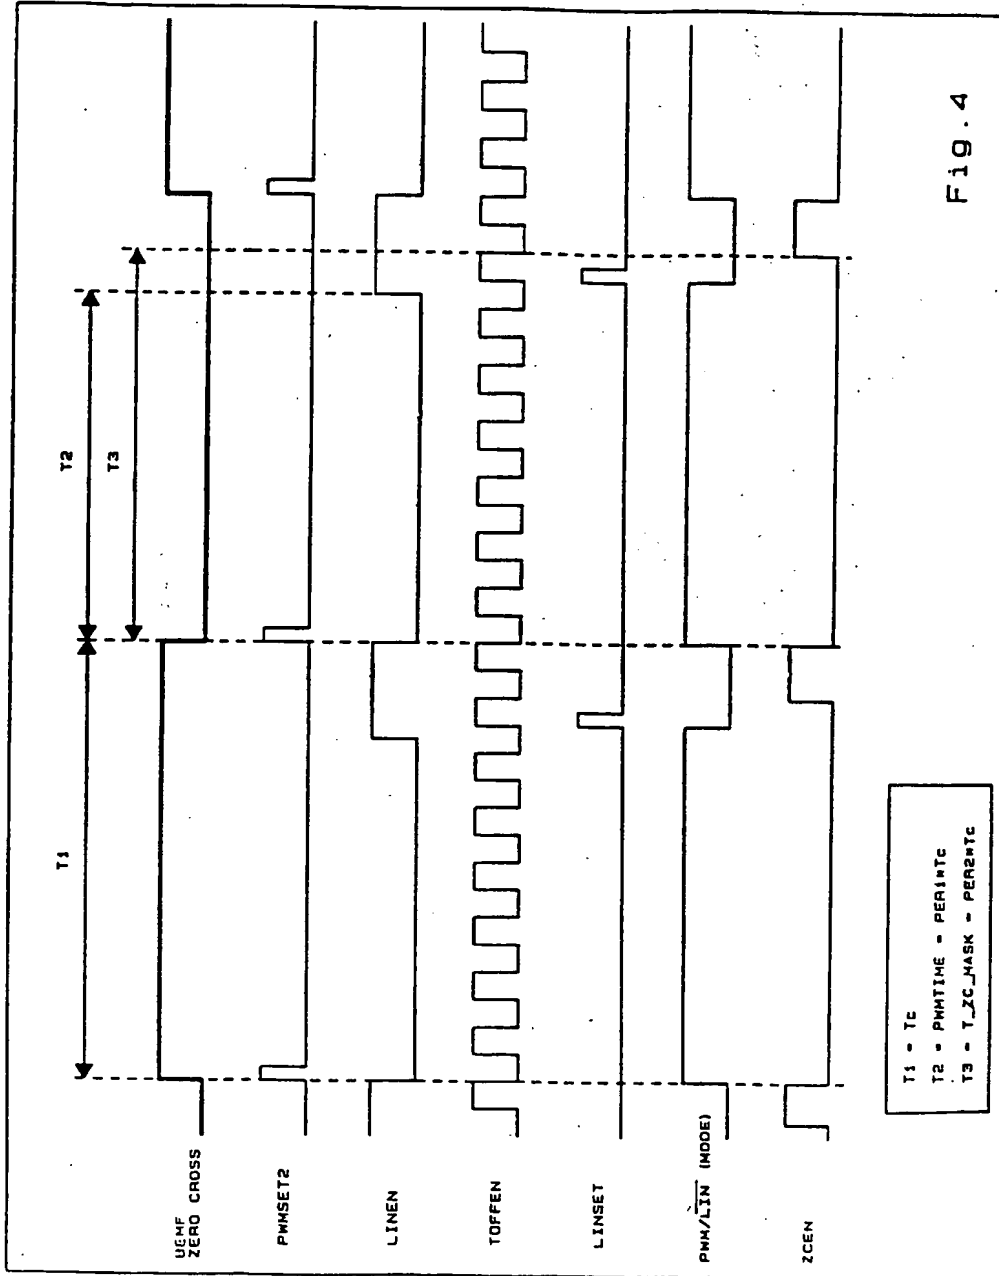 T1
T2
T3
UEMF
ZERO CROSS
PWMSET2
LINEN
TOFFEN
LINSET
PWM/LIN (MODE)
ZCEN
T1 = Tc
T2 = PWMTIME = PER1*Tc
T3 = T_ZC_MASK = PER2*Tc
Fig.4